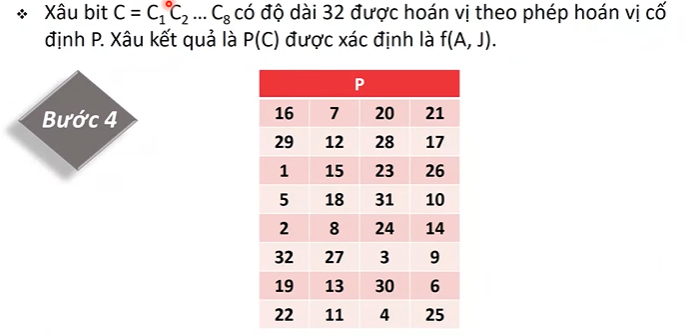 ❖ Xâu bit C = C₁C₂ ... C₈ có độ dài 32 được hoán vị theo phép hoán vị cố
định P. Xâu kết quả là P(C) được xác định là f(A, J).
Bước 4
P
16 7 20 21
29 12 28 17
1 15 23 26
5 18 31 10
2 8 24 14
32 27 3 9
19 13 30 6
22 11 4 25